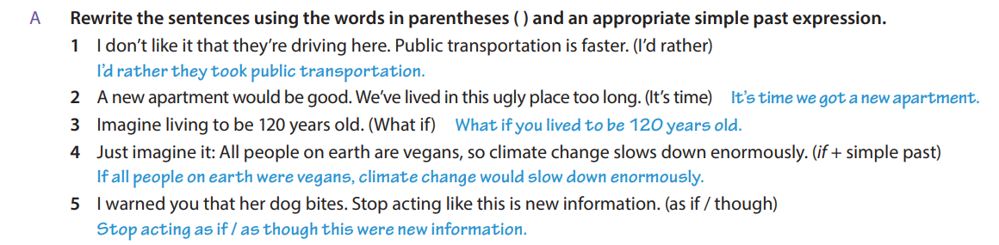 A Rewrite the sentences using the words in parentheses ( ) and an appropriate simple past expression.
1 I don’t like it that they’re driving here. Public transportation is faster. (I’d rather)
I’d rather they took public transportation.
2 A new apartment would be good. We’ve lived in this ugly place too long. (It’s time) It’s time we got a new apartment.
3 Imagine living to be 120 years old. (What if) What if you lived to be 120 years old.
4 Just imagine it: All people on earth are vegans, so climate change slows down enormously. (if + simple past)
If all people on earth were vegans, climate change would slow down enormously.
5 I warned you that her dog bites. Stop acting like this is new information. (as if / though)
Stop acting as if / as though this were new information.